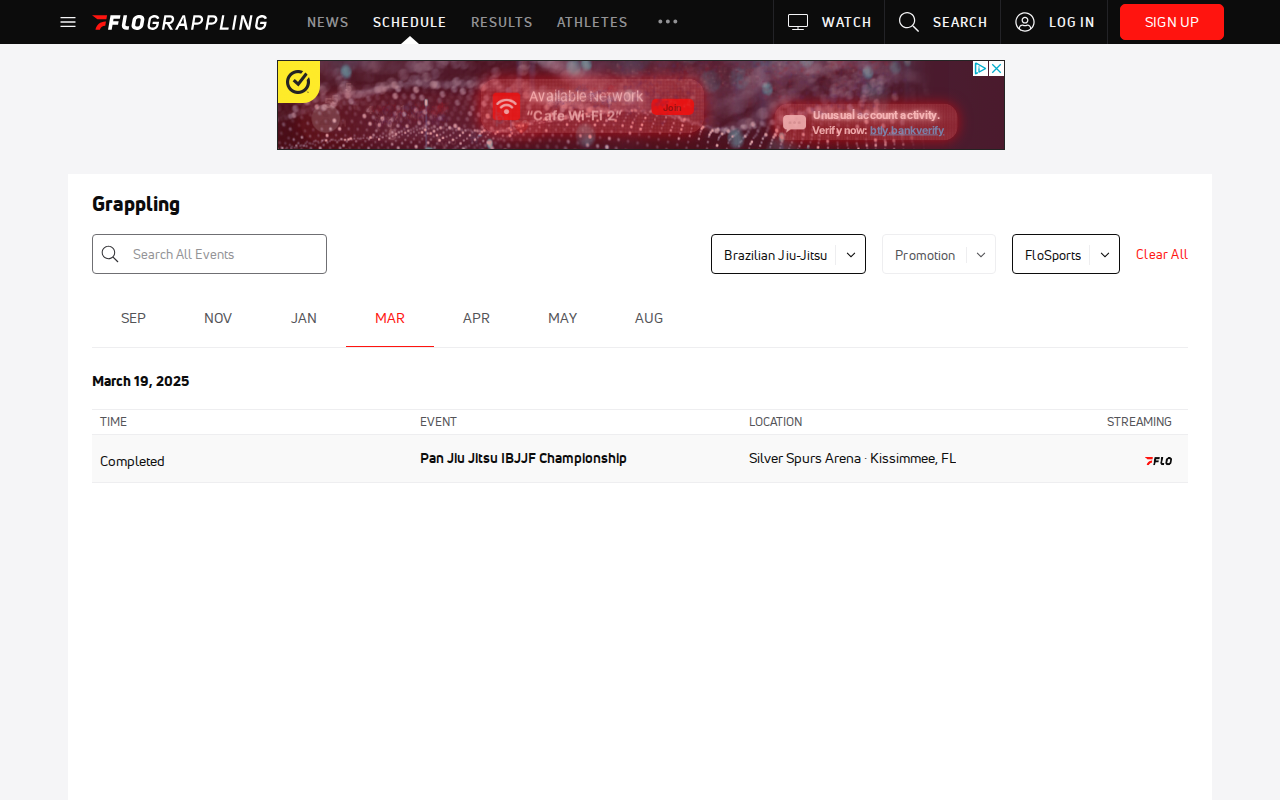 FLOGRAPPLING NEWS SCHEDULE RESULTS ATHLETES WATCH SEARCH LOG IN SIGN UP
Available Network
"Cafe Wi-Fi 2"
Join
Unusual account activity.
Verify now: btly.bankverify
Grappling
Search All Events
Brazilian Jiu-Jitsu
Promotion
FloSports
Clear All
SEP NOV JAN MAR APR MAY AUG
March 19, 2025
TIME EVENT LOCATION STREAMING
Completed Pan Jiu Jitsu IBJJF Championship Silver Spurs Arena · Kissimmee, FL FLO